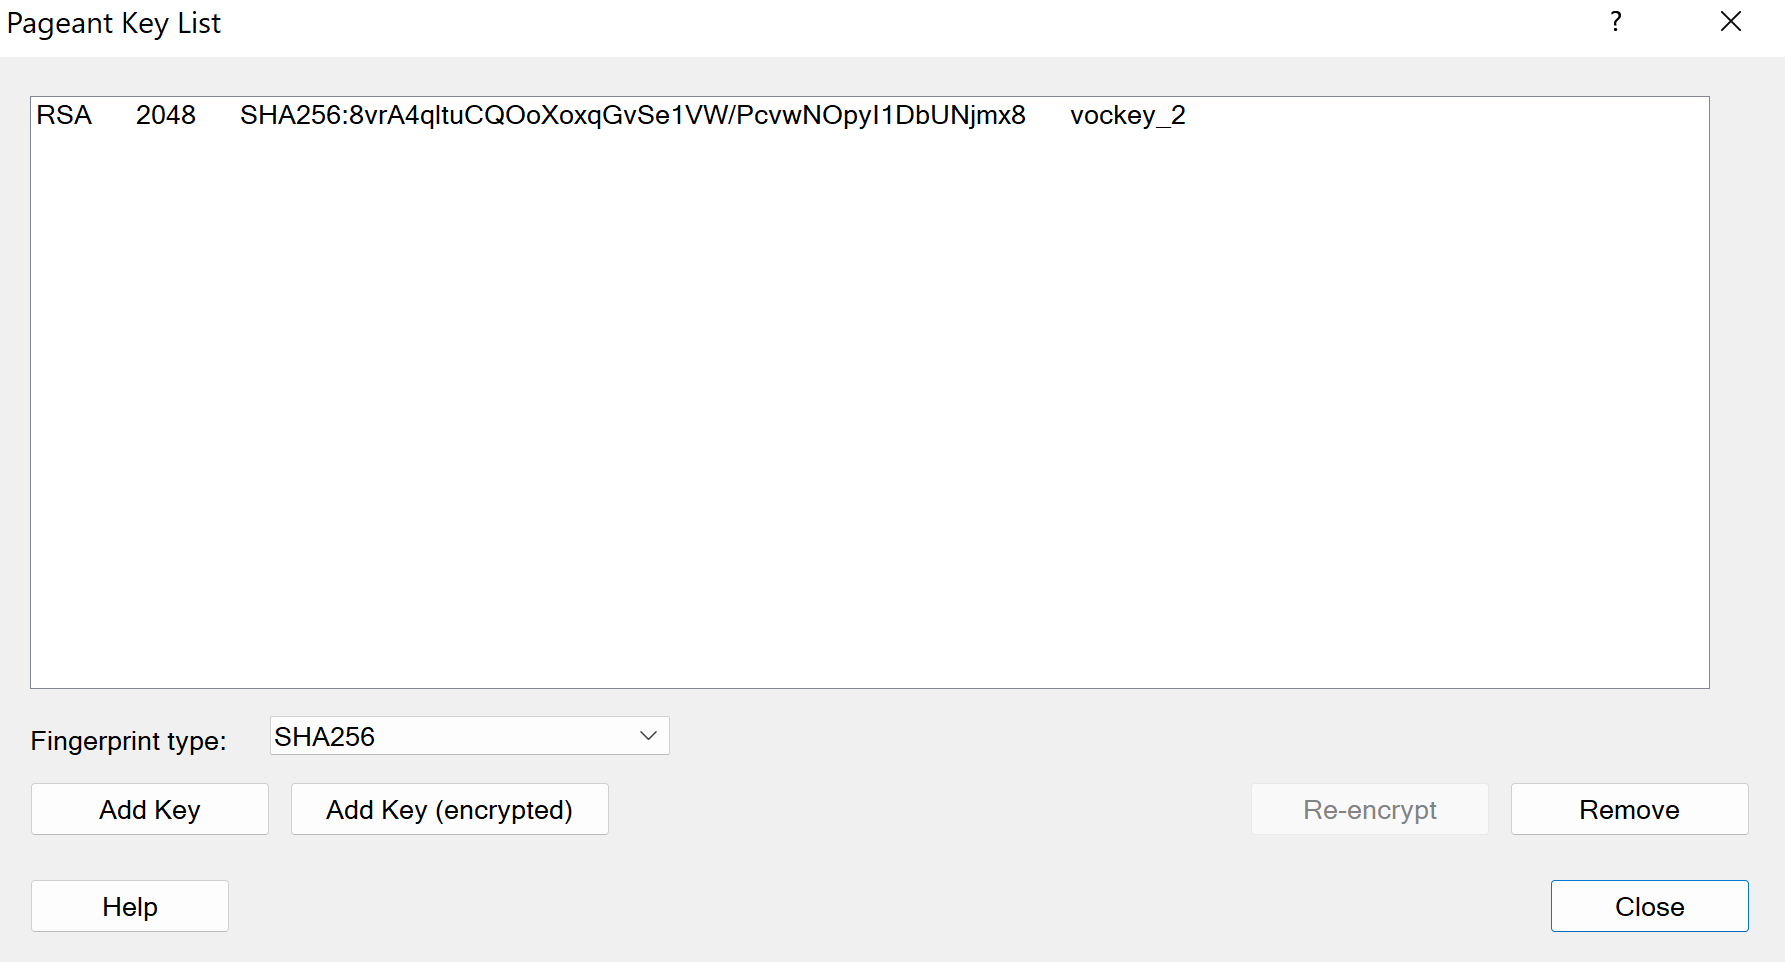 Pageant Key List
RSA 2048 SHA256:8vrA4qltuCQOoXoxqGvSe1VW/PcvwNOpyI1DbUNjmx8 vockey_2
Fingerprint type: SHA256
Add Key Add Key (encrypted) Re-encrypt Remove
Help Close